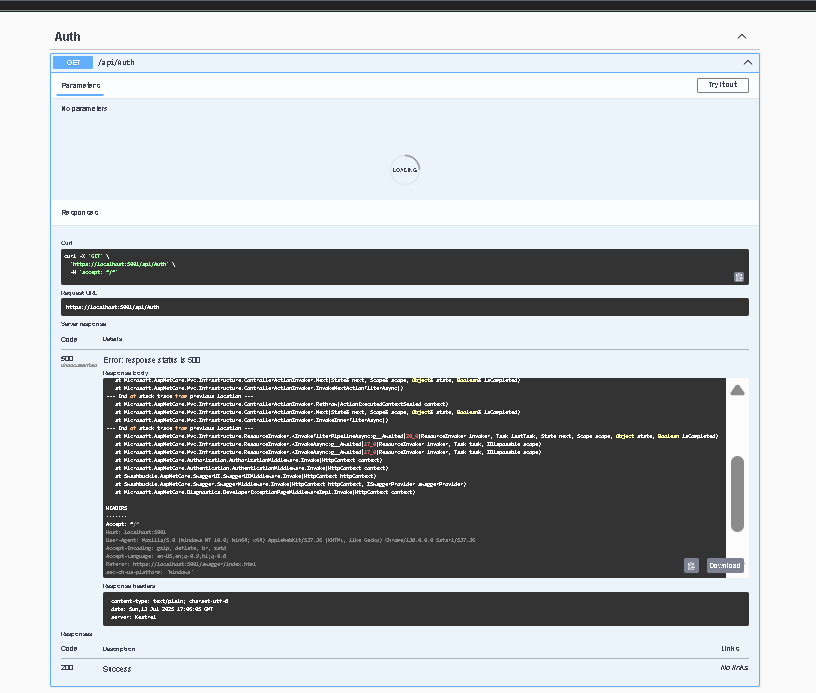 Auth
GET /api/Auth
Parameters
Try it out
No parameters
LOADING
Responses
Curl
curl -X 'GET' \
'https://localhost:5001/api/Auth' \
-H 'accept: */*'
Request URL
https://localhost:5001/api/Auth
Server response
Code Details
500 Error: response status is 500
Undocumented
Response body
at Microsoft.AspNetCore.Mvc.Infrastructure.ControllerActionInvoker.Next(State& next, Scope& scope, Object& state, Boolean& isCompleted)
at Microsoft.AspNetCore.Mvc.Infrastructure.ControllerActionInvoker.InvokeNextActionFilterAsync()
--- End of stack trace from previous location ---
at Microsoft.AspNetCore.Mvc.Infrastructure.ControllerActionInvoker.Rethrow(ActionExecutedContextSealed context)
at Microsoft.AspNetCore.Mvc.Infrastructure.ControllerActionInvoker.Next(State& next, Scope& scope, Object& state, Boolean& isCompleted)
at Microsoft.AspNetCore.Mvc.Infrastructure.ControllerActionInvoker.InvokeInnerFilterAsync()
--- End of stack trace from previous location ---
at Microsoft.AspNetCore.Mvc.Infrastructure.ResourceInvoker.<InvokeFilterPipelineAsync>g__Awaited|20_0(ResourceInvoker invoker, Task lastTask, State next, Scope scope, Object state, Boolean isCompleted)
at Microsoft.AspNetCore.Mvc.Infrastructure.ResourceInvoker.<InvokeAsync>g__Awaited|17_0(ResourceInvoker invoker, Task task, IDisposable scope)
at Microsoft.AspNetCore.Mvc.Infrastructure.ResourceInvoker.<InvokeAsync>g__Awaited|17_0(ResourceInvoker invoker, Task task, IDisposable scope)
at Microsoft.AspNetCore.Authorization.AuthorizationMiddleware.Invoke(HttpContext context)
at Microsoft.AspNetCore.Authentication.AuthenticationMiddleware.Invoke(HttpContext context)
at Swashbuckle.AspNetCore.SwaggerUI.SwaggerUIMiddleware.Invoke(HttpContext httpContext)
at Swashbuckle.AspNetCore.Swagger.SwaggerMiddleware.Invoke(HttpContext httpContext, ISwaggerProvider swaggerProvider)
at Microsoft.AspNetCore.Diagnostics.DeveloperExceptionPageMiddlewareImpl.Invoke(HttpContext context)
HEADERS
=======
Accept: */*
Host: localhost:5001
User-Agent: Mozilla/5.0 (Windows NT 10.0; Win64; x64) AppleWebKit/537.36 (KHTML, like Gecko) Chrome/138.0.0.0 Safari/537.36
Accept-Encoding: gzip, deflate, br, zstd
Accept-Language: en-US,en;q=0.9,hi;q=0.8
Referer: https://localhost:5001/swagger/index.html
sec-ch-ua-platform: "Windows"
Download
Response headers
content-type: text/plain; charset=utf-8
date: Sun,13 Jul 2025 17:06:05 GMT
server: Kestrel
Responses
Code Description Links
200 Success No links